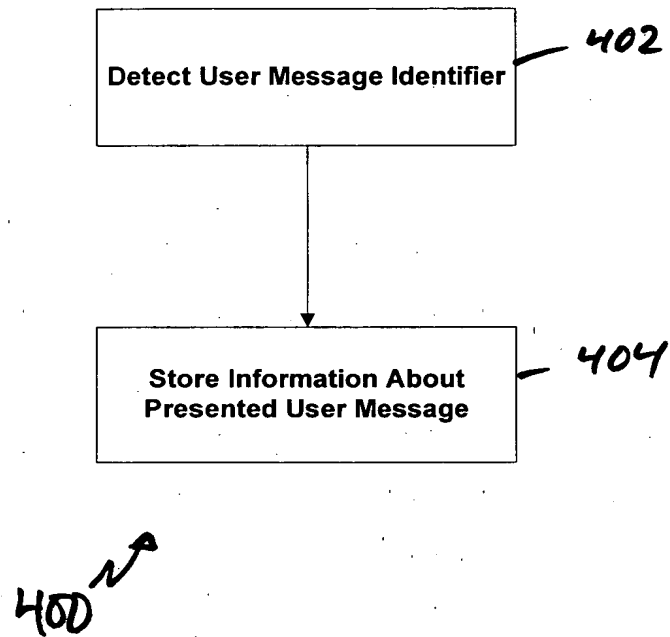 402
Detect User Message Identifier
404
Store Information About
Presented User Message
400